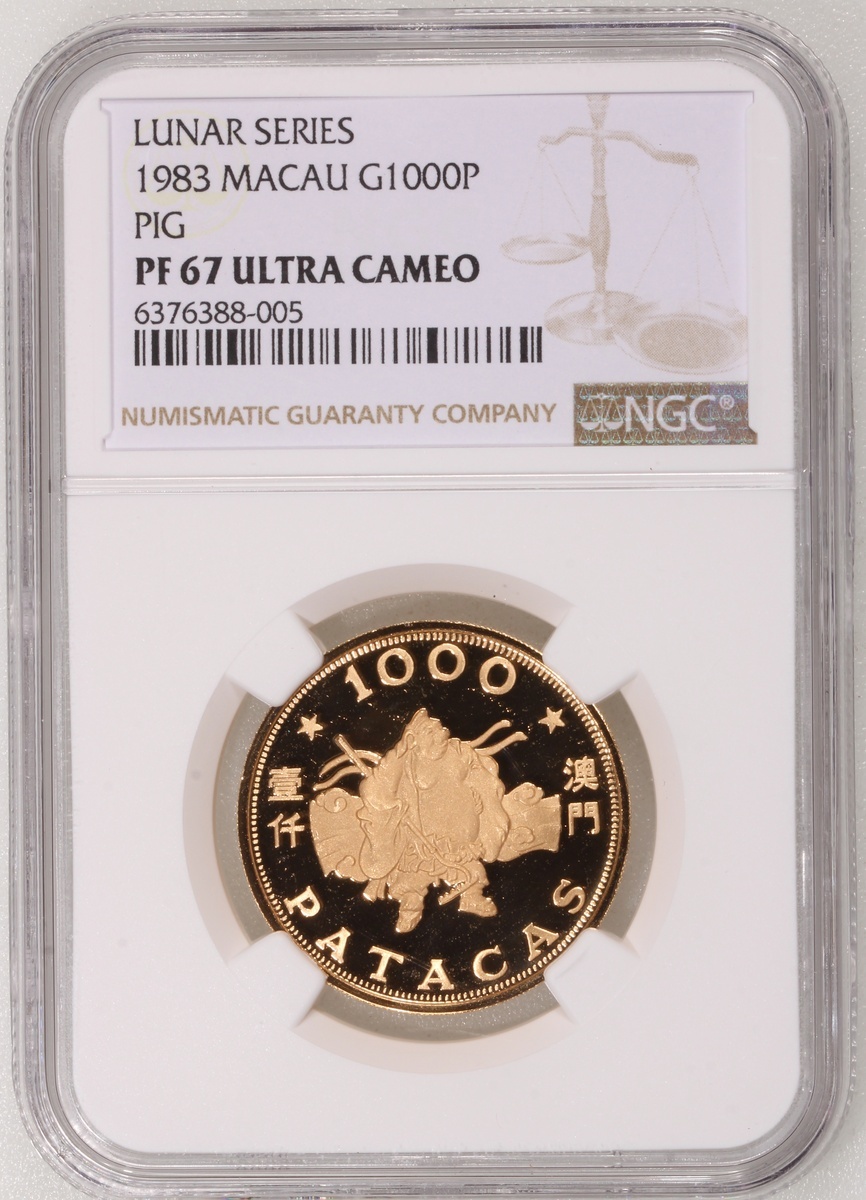 LUNAR SERIES
1983 MACAU G1000P
PIG
PF 67 ULTRA CAMEO
6376388-005
NUMISMATIC GUARANTY COMPANY
NGC®
1000
壹仟
澳門
PATACAS